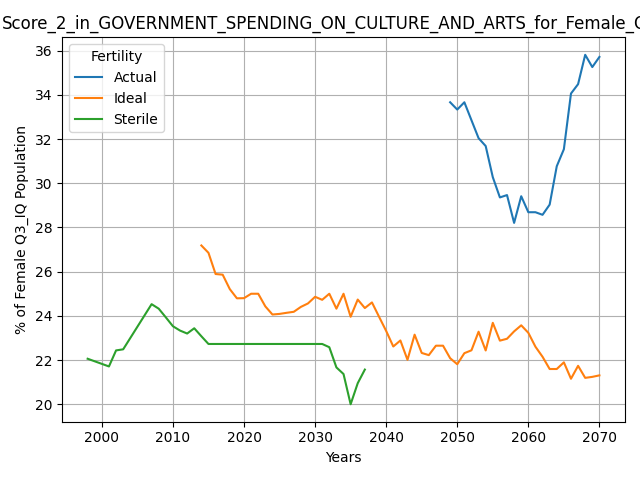 Score_2_in_GOVERNMENT_SPENDING_ON_CULTURE_AND_ARTS_for_Female_
Fertility
Actual
Ideal
Sterile
% of Female Q3_IQ Population
36
34
32
30
28
26
24
22
20
2000 2010 2020 2030 2040 2050 2060 2070
Years